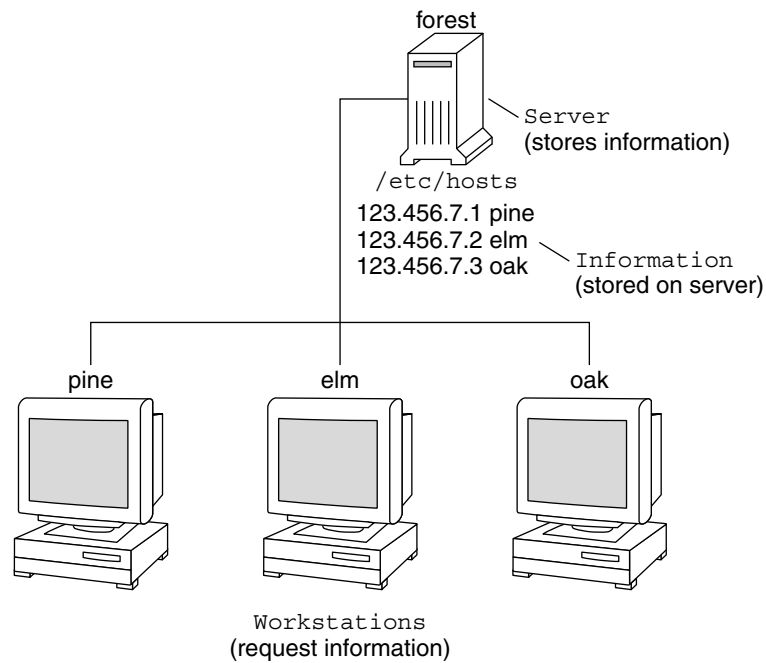 forest
Server
(stores information)
/etc/hosts
123.456.7.1 pine
123.456.7.2 elm
123.456.7.3 oak
Information
(stored on server)
pine
elm
oak
Workstations
(request information)